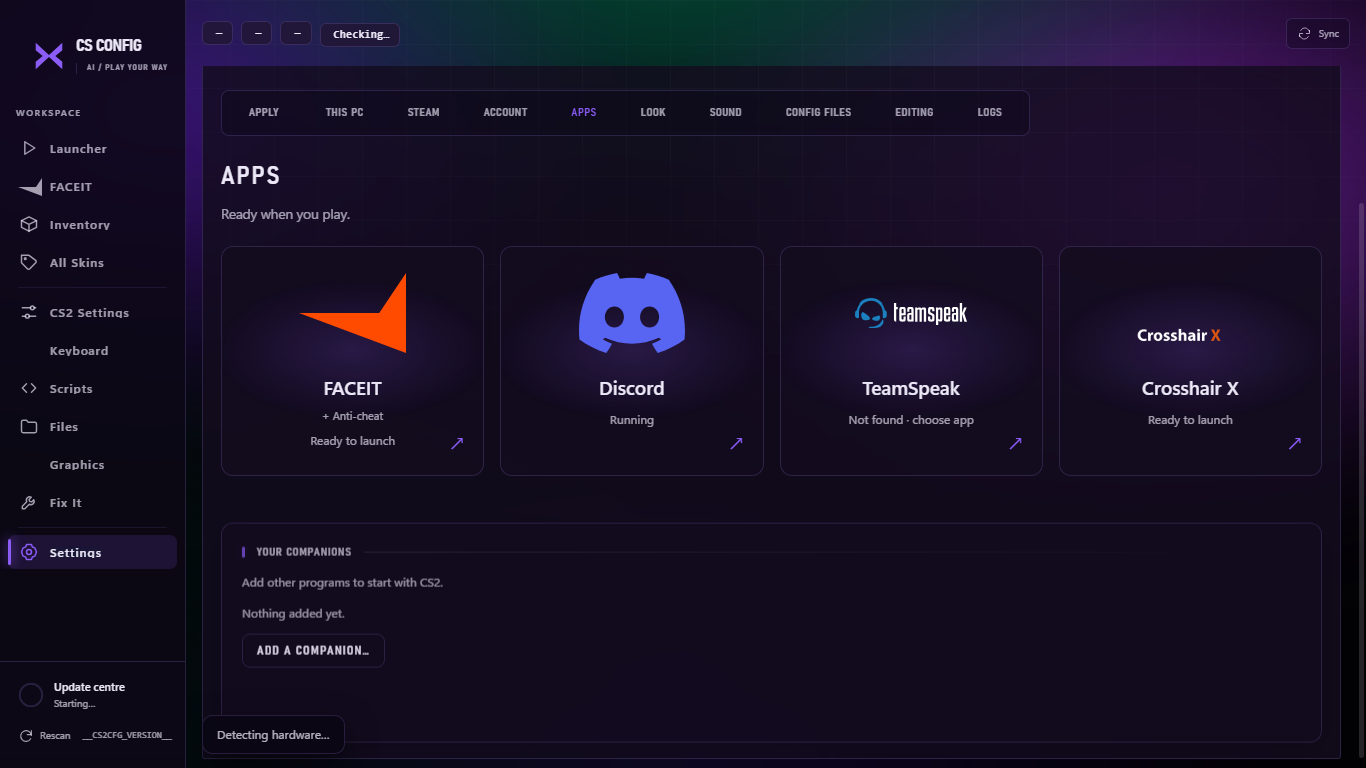 CS CONFIG
AI / PLAY YOUR WAY
WORKSPACE
Launcher
FACEIT
Inventory
All Skins
CS2 Settings
Keyboard
Scripts
Files
Graphics
Fix It
Settings
Update centre
Starting…
Rescan __CS2CFG_VERSION__
– – – Checking…
Sync
APPLY THIS PC STEAM ACCOUNT APPS LOOK SOUND CONFIG FILES EDITING LOGS
APPS
Ready when you play.
FACEIT
+ Anti-cheat
Ready to launch
Discord
Running
teamspeak
TeamSpeak
Not found · choose app
Crosshair X
Crosshair X
Ready to launch
YOUR COMPANIONS
Add other programs to start with CS2.
Nothing added yet.
ADD A COMPANION…
Detecting hardware…